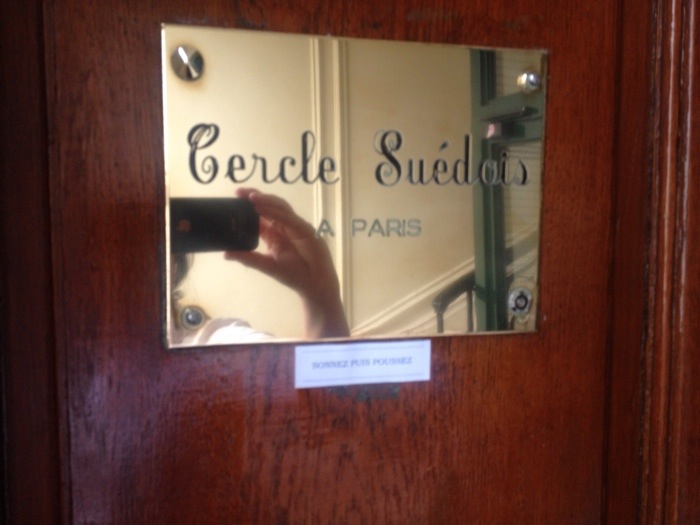 Cercle Suédois
A PARIS
SONNEZ PUIS POUSSEZ